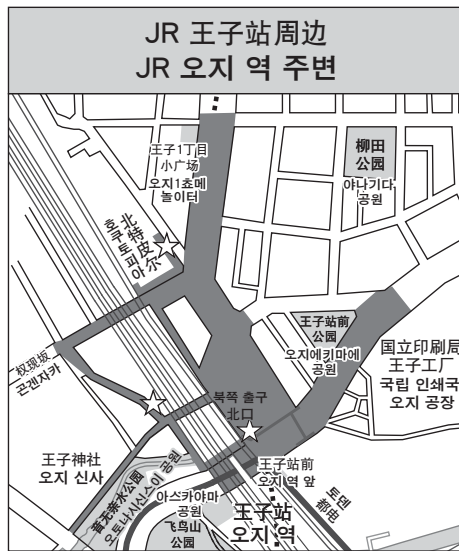 JR 王子站周边
JR 오지 역 주변
王子1丁目
小广场
오지1쵸메
놀이터
柳田
公园
야나기다
공원
北特皮尔
호쿠토피아
王子站前
公园
오지에키마에
공원
国立印刷局
王子工厂
국립 인쇄국
오지 공장
权现坂
곤겐자카
북쪽 출구
北口
王子神社
오지 신사
音无亲水公园
오토나시신스이 공원
아스카야마
공원
飞鸟山
公园
王子站前
오지 역 앞
王子站
오지 역
토덴
都电